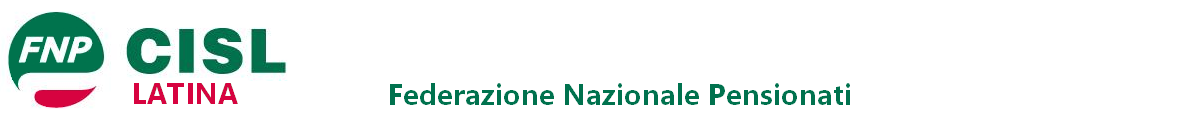 FNP CISL
LATINA
Federazione Nazionale Pensionati